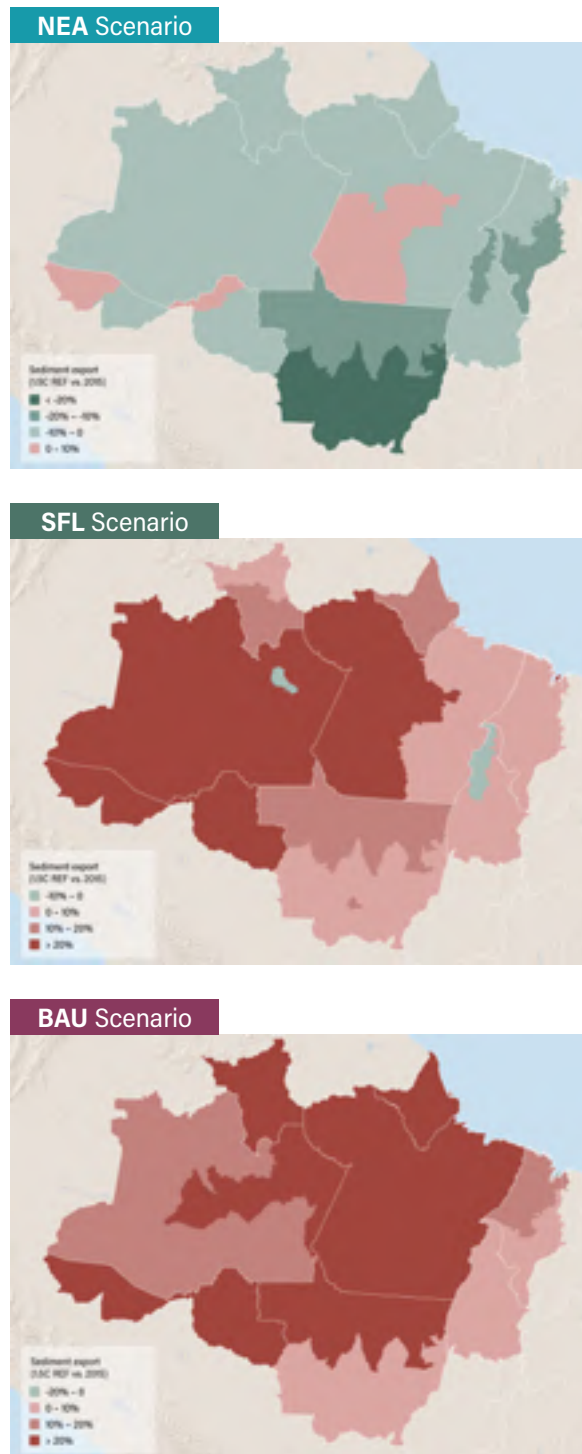 NEA Scenario
Sediment export
(USC REF vs. 2015)
< -20%
-20% – -10%
-10% – 0
0 – 10%
SFL Scenario
Sediment export
(USC REF vs. 2015)
-10% – 0
0 – 10%
10% – 20%
> 20%
BAU Scenario
Sediment export
(USC REF vs. 2015)
-20% – 0
0 – 10%
10% – 20%
> 20%